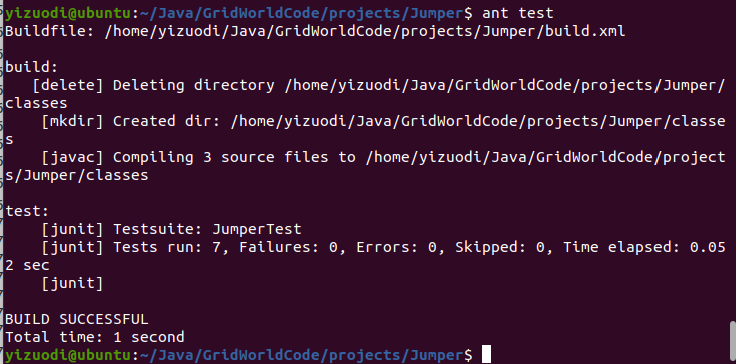 yizuodi@ubuntu:~/Java/GridWorldCode/projects/Jumper$ ant test
Buildfile: /home/yizuodi/Java/GridWorldCode/projects/Jumper/build.xml
build:
[delete] Deleting directory /home/yizuodi/Java/GridWorldCode/projects/Jumper/
classes
[mkdir] Created dir: /home/yizuodi/Java/GridWorldCode/projects/Jumper/classe
s
[javac] Compiling 3 source files to /home/yizuodi/Java/GridWorldCode/project
s/Jumper/classes
test:
[junit] Testsuite: JumperTest
[junit] Tests run: 7, Failures: 0, Errors: 0, Skipped: 0, Time elapsed: 0.05
2 sec
[junit]
BUILD SUCCESSFUL
Total time: 1 second
yizuodi@ubuntu:~/Java/GridWorldCode/projects/Jumper$